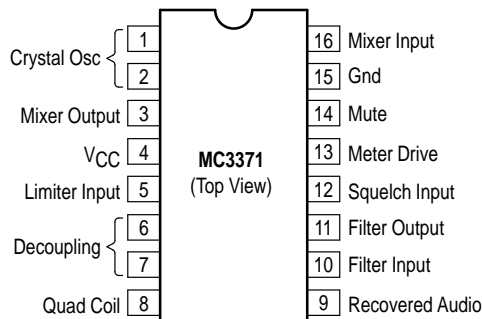 Crystal Osc
1
2
Mixer Output 3
VCC 4
Limiter Input 5
Decoupling
6
7
Quad Coil 8
MC3371
(Top View)
16 Mixer Input
15 Gnd
14 Mute
13 Meter Drive
12 Squelch Input
11 Filter Output
10 Filter Input
9 Recovered Audio